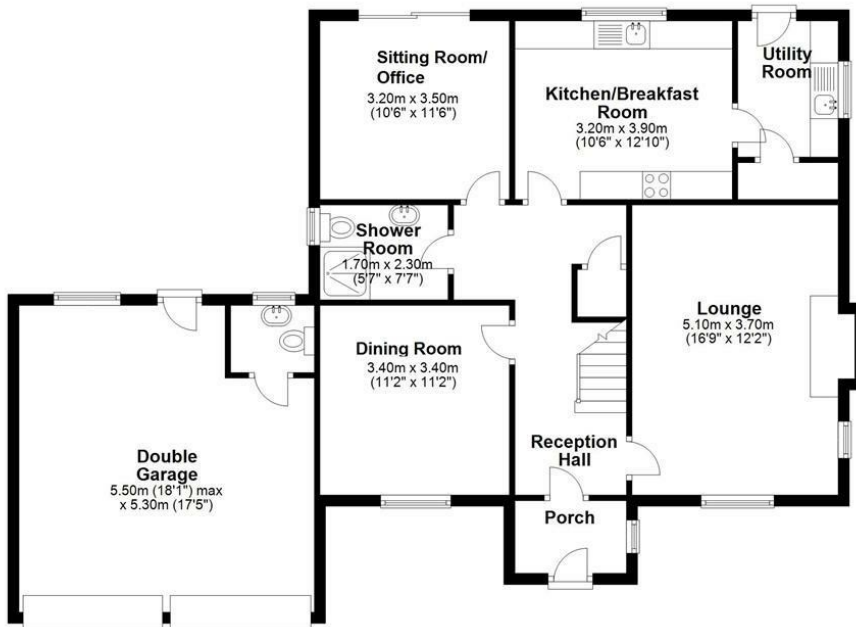 Sitting Room/
Office
3.20m x 3.50m
(10'6" x 11'6")
Kitchen/Breakfast
Room
3.20m x 3.90m
(10'6" x 12'10")
Utility
Room
Shower
Room
1.70m x 2.30m
(5'7" x 7'7")
Lounge
5.10m x 3.70m
(16'9" x 12'2")
Dining Room
3.40m x 3.40m
(11'2" x 11'2")
Double
Garage
5.50m (18'1") max
x 5.30m (17'5")
Reception
Hall
Porch